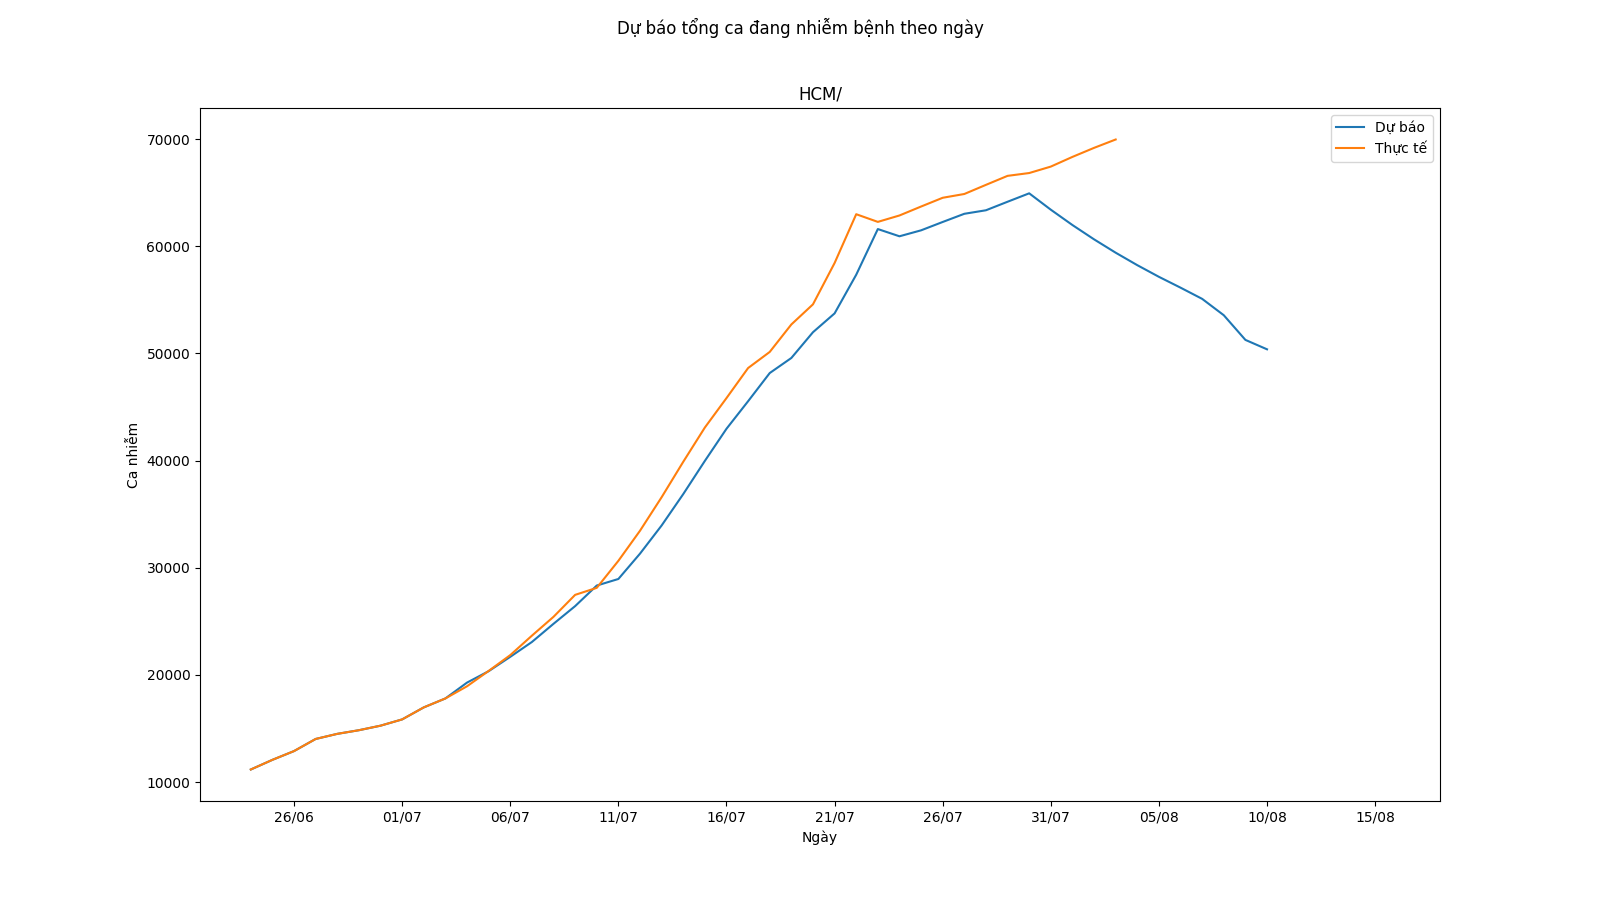 Dự báo tổng ca đang nhiễm bệnh theo ngày
HCM/
Dự báo
Thực tế
70000
60000
50000
40000
30000
20000
10000
Ca nhiễm
26/06 01/07 06/07 11/07 16/07 21/07 26/07 31/07 05/08 10/08 15/08
Ngày